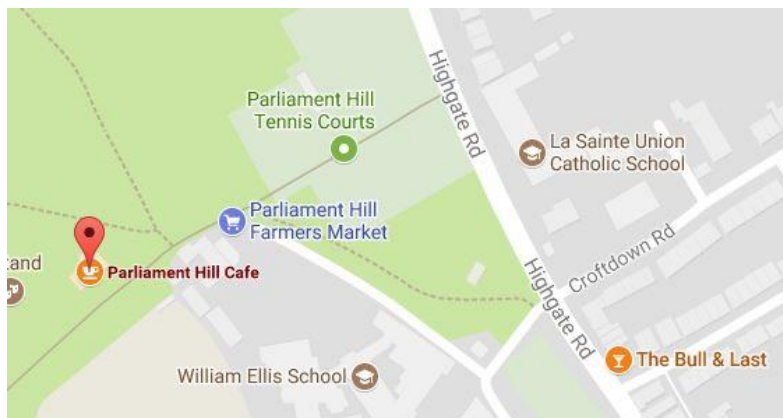 Highgate Rd
Parliament Hill
Tennis Courts
La Sainte Union
Catholic School
Parliament Hill
Farmers Market
Croftdown Rd
tand
Parliament Hill Cafe
Highgate Rd
The Bull & Last
William Ellis School